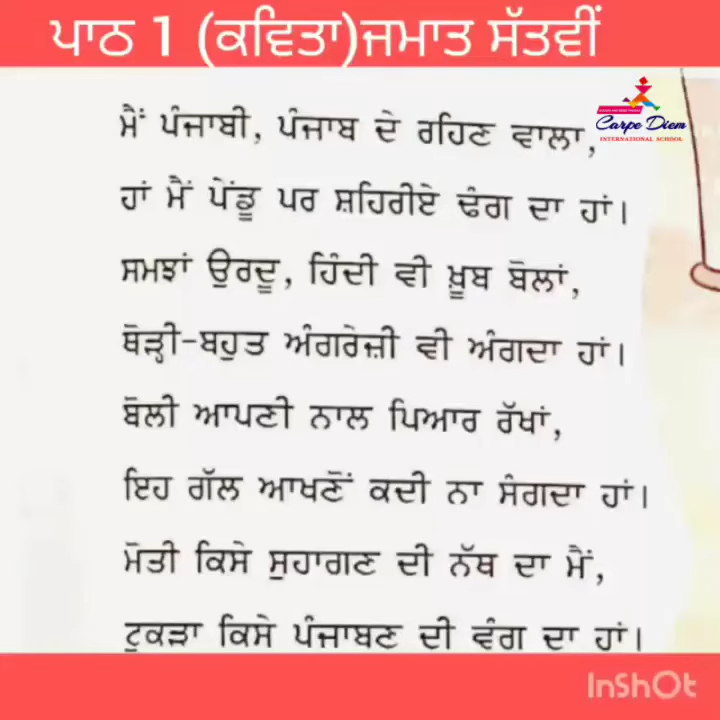 ਪਾਠ 1 (ਕਵਿਤਾ)ਜਮਾਤ ਸੱਤਵੀਂ
Carpe Diem
INTERNATIONAL SCHOOL
ਮੈਂ ਪੰਜਾਬੀ, ਪੰਜਾਬ ਦੇ ਰਹਿਣ ਵਾਲਾ,
ਹਾਂ ਮੈਂ ਪੇਂਡੂ ਪਰ ਸ਼ਹਿਰੀਏ ਢੰਗ ਦਾ ਹਾਂ।
ਸਮਝਾਂ ਉਰਦੂ, ਹਿੰਦੀ ਵੀ ਖ਼ੂਬ ਬੋਲਾਂ,
ਥੋੜ੍ਹੀ-ਬਹੁਤ ਅੰਗਰੇਜ਼ੀ ਵੀ ਅੰਗਦਾ ਹਾਂ।
ਬੋਲੀ ਆਪਣੀ ਨਾਲ ਪਿਆਰ ਰੱਖਾਂ,
ਇਹ ਗੱਲ ਆਖਣੋਂ ਕਦੀ ਨਾ ਸੰਗਦਾ ਹਾਂ।
ਮੋਤੀ ਕਿਸੇ ਸੁਹਾਗਣ ਦੀ ਨੱਥ ਦਾ ਮੈਂ,
ਟੁਕੜਾ ਕਿਸੇ ਪੰਜਾਬਣ ਦੀ ਵੰਗ ਦਾ ਹਾਂ।
InShOt